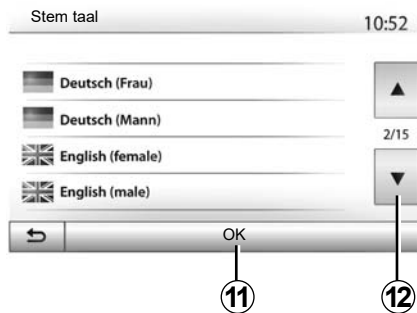 Stem taal 10:52
Deutsch (Frau)
Deutsch (Mann)
2/15
English (female)
English (male)
OK
11 12